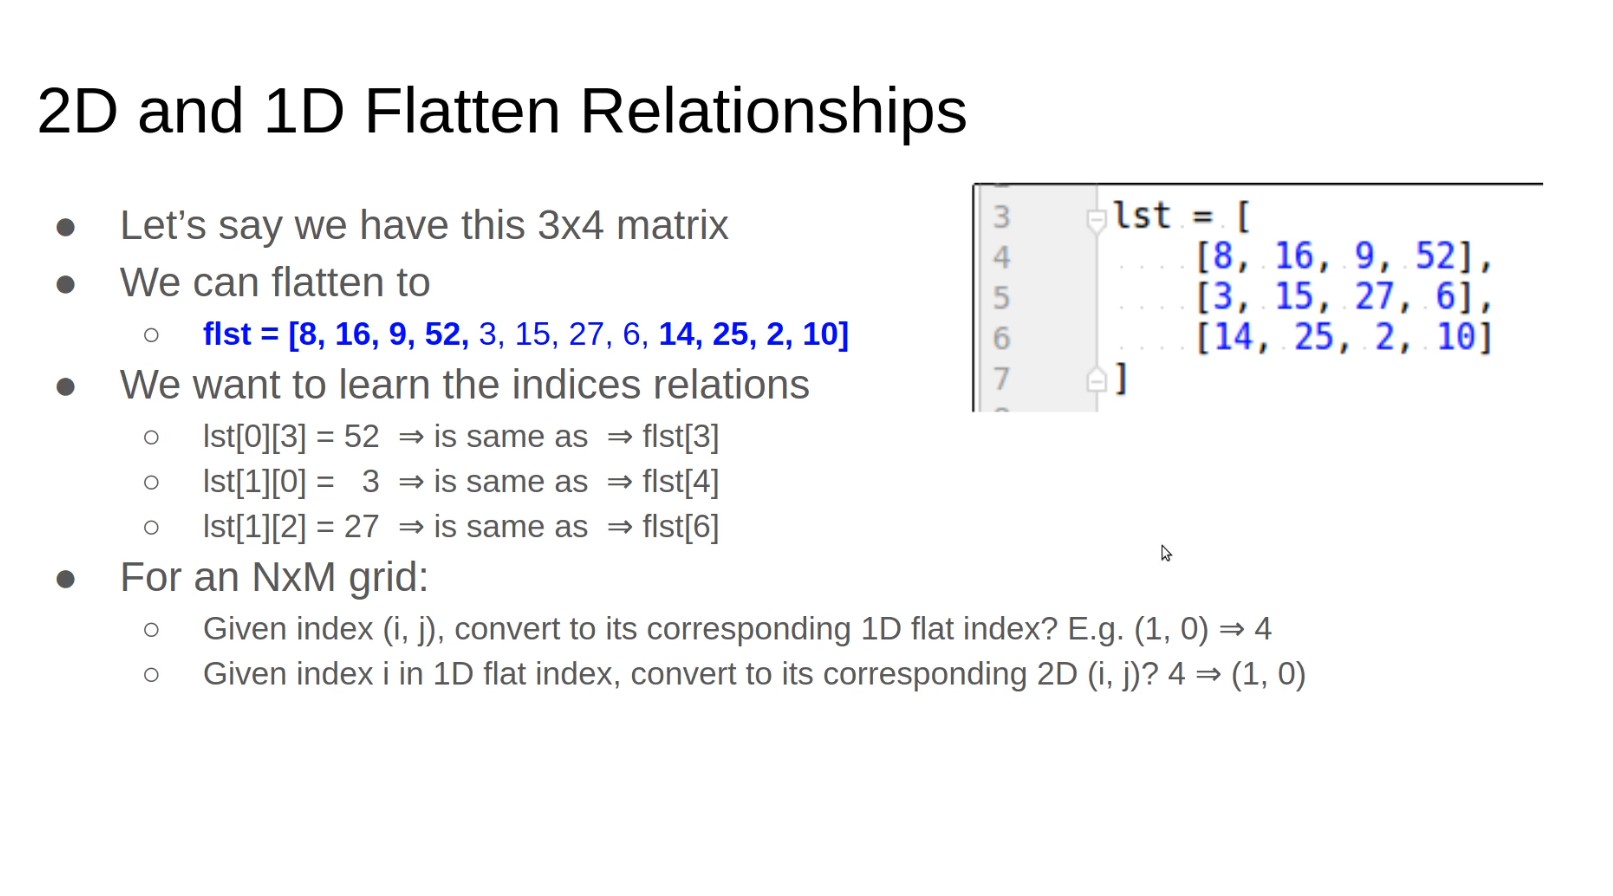 2D and 1D Flatten Relationships
● Let’s say we have this 3x4 matrix
● We can flatten to
○ flst = [8, 16, 9, 52, 3, 15, 27, 6, 14, 25, 2, 10]
● We want to learn the indices relations
○ lst[0][3] = 52 ⇒ is same as ⇒ flst[3]
○ lst[1][0] = 3 ⇒ is same as ⇒ flst[4]
○ lst[1][2] = 27 ⇒ is same as ⇒ flst[6]
● For an NxM grid:
○ Given index (i, j), convert to its corresponding 1D flat index? E.g. (1, 0) ⇒ 4
○ Given index i in 1D flat index, convert to its corresponding 2D (i, j)? 4 ⇒ (1, 0)
3 lst = [
4 [8, 16, 9, 52],
5 [3, 15, 27, 6],
6 [14, 25, 2, 10]
7 ]